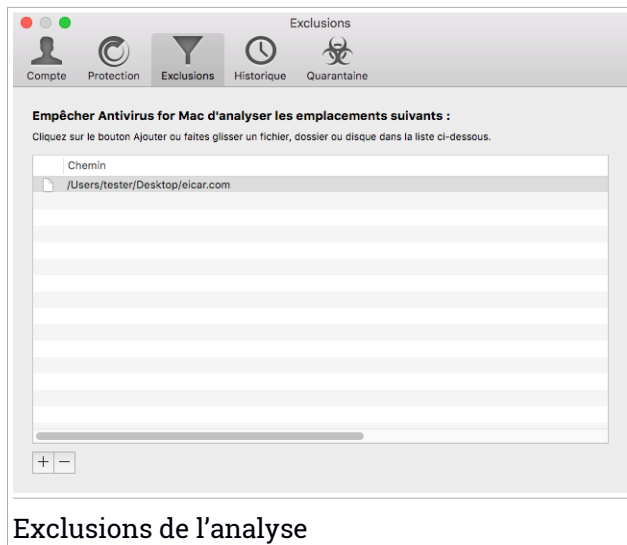 Exclusions
Compte Protection Exclusions Historique Quarantaine
Empêcher Antivirus for Mac d'analyser les emplacements suivants :
Cliquez sur le bouton Ajouter ou faites glisser un fichier, dossier ou disque dans la liste ci-dessous.
Chemin
/Users/tester/Desktop/eicar.com
+ −
Exclusions de l’analyse